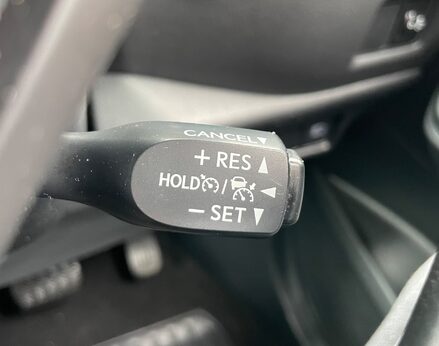 CANCEL▼
+ RES ▲
HOLD / ◄
− SET ▼